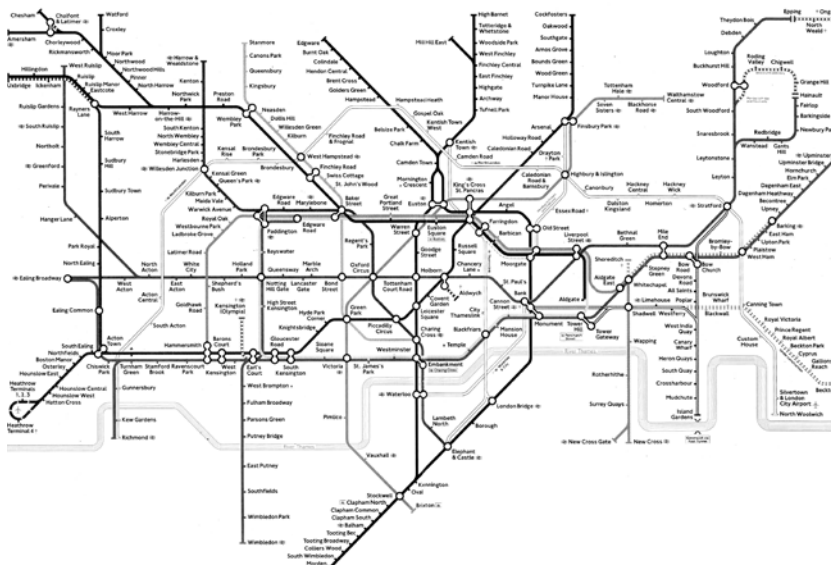 Chesham
Chalfont
& Latimer
Amersham
Chorleywood
Rickmansworth
Watford
Croxley
Moor Park
Northwood
Northwood Hills
Pinner
North Harrow
Harrow-
on-the-Hill
Northwick
Park
Preston
Road
Wembley
Park
Hillingdon
Uxbridge
Ickenham
West Ruislip
Ruislip
Ruislip Manor
Eastcote
Rayners
Lane
West Harrow
Ruislip Gardens
South Ruislip
Northolt
Greenford
Perivale
Hanger Lane
South
Harrow
Sudbury
Hill
Sudbury Town
Alperton
Park Royal
North Ealing
Ealing Broadway
Ealing Common
Harrow &
Wealdstone
Kenton
South Kenton
North Wembley
Wembley Central
Stonebridge Park
Harlesden
Willesden Junction
Kensal Green
Queen's Park
Kilburn Park
Maida Vale
Warwick Avenue
Royal Oak
Westbourne Park
Ladbroke Grove
Latimer Road
Stanmore
Canons Park
Queensbury
Kingsbury
Neasden
Dollis Hill
Willesden Green
Kilburn
West Hampstead
Finchley Road
& Frognal
Finchley Road
Swiss Cottage
St. John's Wood
Kensal
Rise
Brondesbury
Park
Brondesbury
Edgware
Burnt Oak
Colindale
Hendon Central
Brent Cross
Golders Green
Hampstead
Belsize Park
Chalk Farm
Camden Town
Mornington
Crescent
Hampstead Heath
Gospel Oak
Kentish
Town West
Kentish
Town
Camden Road
Mill Hill East
High Barnet
Totteridge &
Whetstone
Woodside Park
West Finchley
Finchley Central
East Finchley
Highgate
Archway
Tufnell Park
Cockfosters
Oakwood
Southgate
Arnos Grove
Bounds Green
Wood Green
Turnpike Lane
Manor House
Finsbury Park
Arsenal
Holloway Road
Caledonian Road
Drayton
Park
Caledonian Road
& Barnsbury
Highbury & Islington
Canonbury
Essex Road
Seven
Sisters
Tottenham
Hale
Blackhorse
Road
Walthamstow
Central
Dalston
Kingsland
Hackney
Central
Homerton
Hackney
Wick
Stratford
Epping
Ongar
North
Weald
Theydon Bois
Debden
Loughton
Buckhurst Hill
Woodford
Roding
Valley
Chigwell
Grange Hill
Hainault
Fairlop
Barkingside
Newbury Park
South Woodford
Snaresbrook
Redbridge
Wanstead
Gants
Hill
Leytonstone
Leyton
Upminster
Upminster Bridge
Hornchurch
Elm Park
Dagenham East
Dagenham Heathway
Becontree
Upney
Barking
East Ham
Upton Park
Plaistow
West Ham
Bromley-
by-Bow
Edgware
Road
Marylebone
Baker
Street
Great
Portland
Street
Euston
Euston
Square
Warren
Street
King's Cross
St. Pancras
Angel
Old Street
Farringdon
Barbican
Moorgate
Liverpool
Street
Paddington
Edgware
Road
Bayswater
Regent's
Park
Goodge
Street
Russell
Square
Shoreditch
Bethnal
Green
Mile
End
Stepney
Green
Bow
Road
Bow
Church
Devons
Road
All Saints
Poplar
Whitechapel
Aldgate
East
Aldgate
North
Acton
East
Acton
West
Acton
Acton
Central
South Acton
White
City
Shepherd's
Bush
Goldhawk
Road
Holland
Park
Notting
Hill Gate
Queensway
Lancaster
Gate
Marble
Arch
Bond
Street
Oxford
Circus
Tottenham
Court Road
Holborn
Chancery
Lane
St. Paul's
Bank
Cannon
Street
Monument
Tower
Hill
Tower
Gateway
Aldwych
Covent
Garden
Leicester
Square
Piccadilly
Circus
Green
Park
Hyde Park
Corner
Knightsbridge
High Street
Kensington
Kensington
(Olympia)
Gloucester
Road
South
Kensington
Sloane
Square
Victoria
St. James's
Park
Westminster
Embankment
Charing
Cross
City
Thameslink
Blackfriars
Temple
Mansion
House
Limehouse
Shadwell
Westferry
West India
Quay
Canary
Wharf
Heron Quays
South Quay
Crossharbour
Mudchute
Island
Gardens
Blackwall
Brunswick
Wharf
Canning Town
Royal Victoria
Prince Regent
Royal Albert
Beckton Park
Cyprus
Gallions
Reach
Beckton
Custom
House
Silvertown
& London
City Airport
North Woolwich
Wapping
Rotherhithe
Surrey Quays
New Cross Gate
New Cross
South Ealing
Northfields
Boston Manor
Osterley
Hounslow East
Hounslow Central
Hounslow West
Hatton Cross
Heathrow
Terminals
1, 2, 3
Heathrow
Terminal 4
Acton
Town
Chiswick
Park
Turnham
Green
Stamford
Brook
Ravenscourt
Park
Hammersmith
Barons
Court
West
Kensington
Earl's
Court
Gunnersbury
Kew Gardens
Richmond
West Brompton
Fulham Broadway
Parsons Green
Putney Bridge
East Putney
Southfields
Wimbledon Park
Wimbledon
River Thames
Pimlico
Vauxhall
Waterloo
Lambeth
North
London Bridge
Borough
Elephant
& Castle
Kennington
Oval
Stockwell
Brixton
Clapham North
Clapham Common
Clapham South
Balham
Tooting Bec
Tooting Broadway
Colliers Wood
South Wimbledon
Morden
River Thames